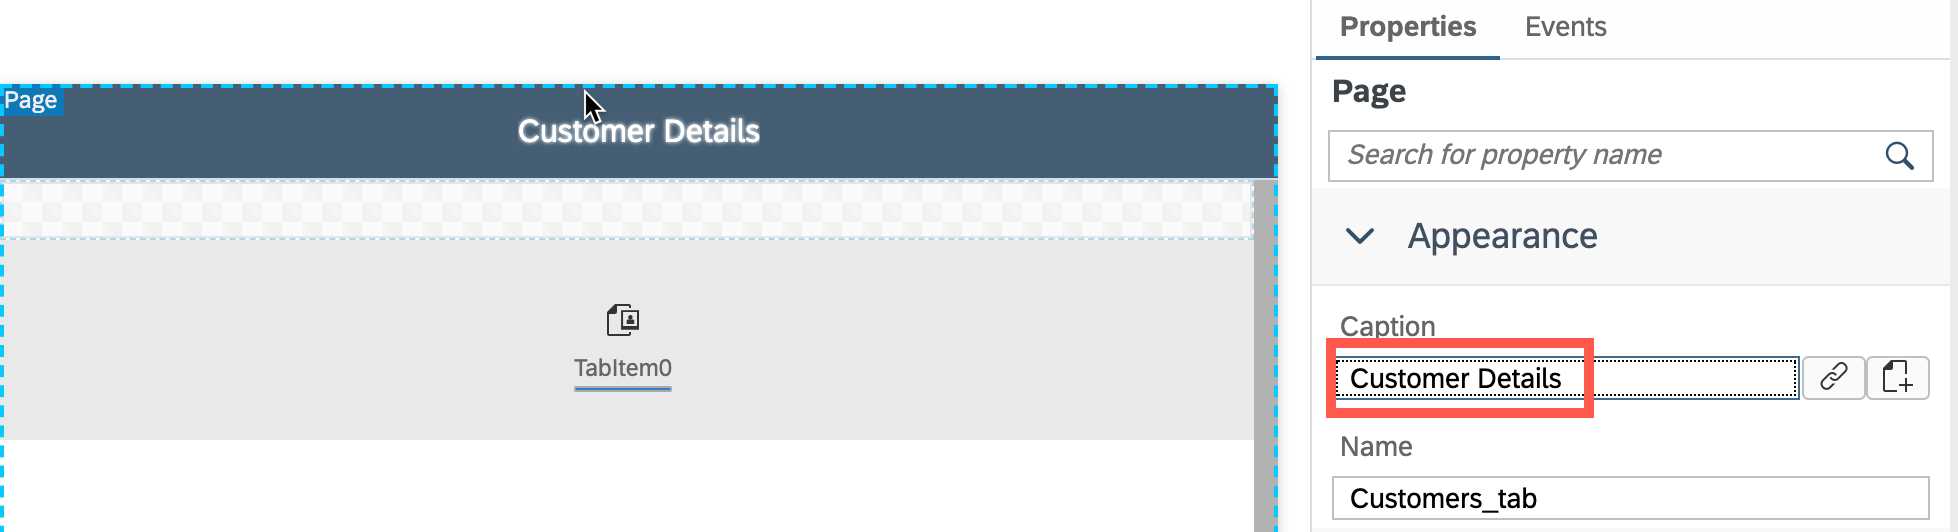 Page
Customer Details
TabItem0
Properties Events
Page
Search for property name
Appearance
Caption
Customer Details
Name
Customers_tab